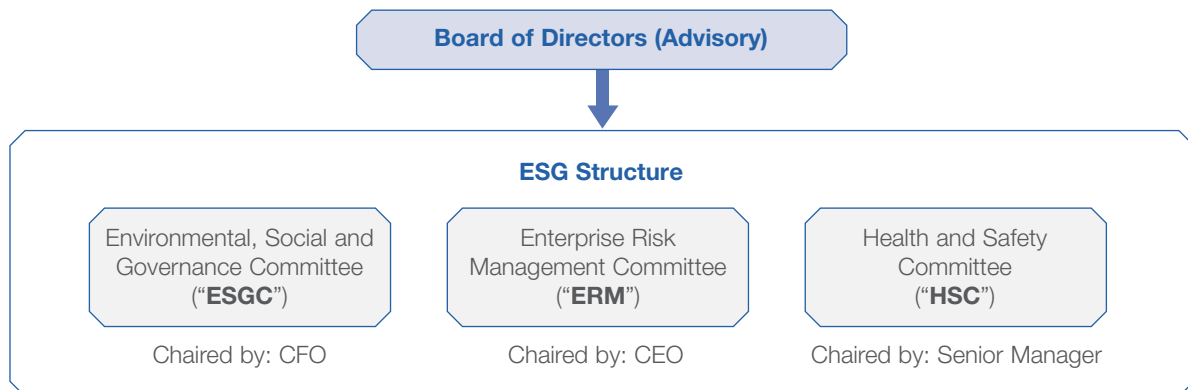 Board of Directors (Advisory)
ESG Structure
Environmental, Social and
Governance Committee
(“ESGC”)
Chaired by: CFO
Enterprise Risk
Management Committee
(“ERM”)
Chaired by: CEO
Health and Safety
Committee
(“HSC”)
Chaired by: Senior Manager